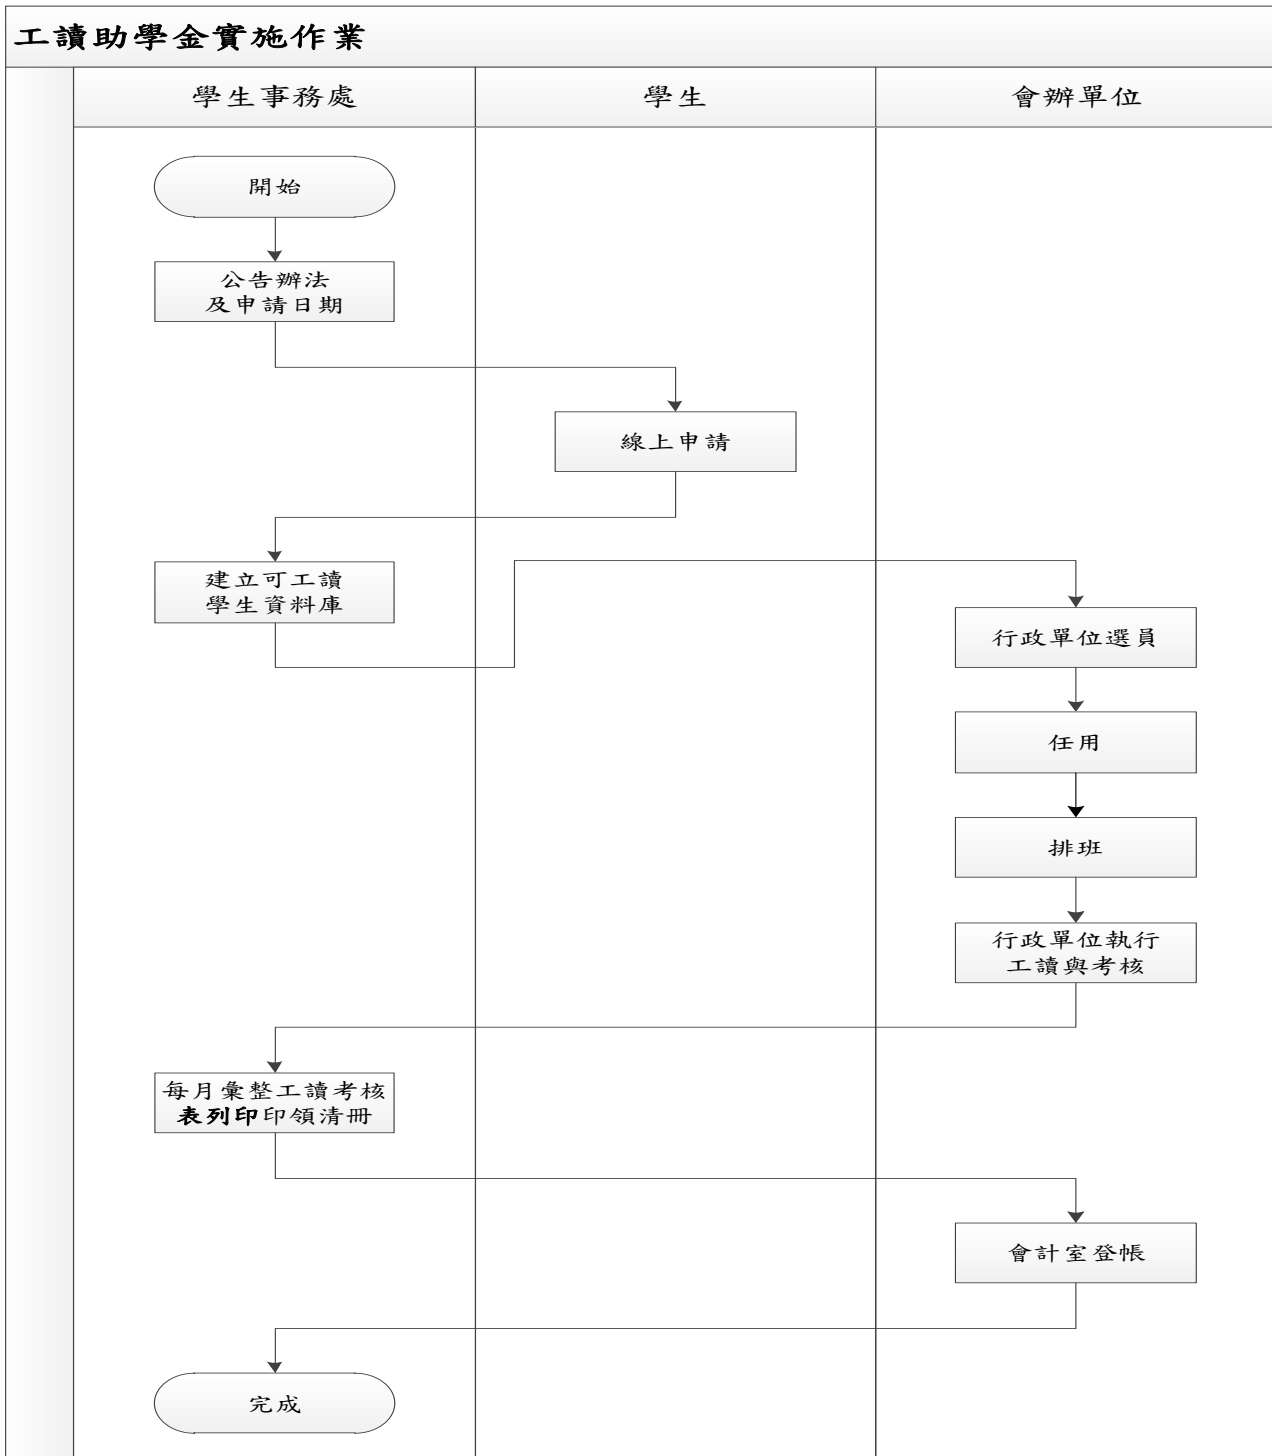 工讀助學金實施作業
學生事務處
學生
會辦單位
開始
公告辦法
及申請日期
線上申請
建立可工讀
學生資料庫
行政單位選員
任用
排班
行政單位執行
工讀與考核
每月彙整工讀考核
表列印印領清冊
會計室登帳
完成